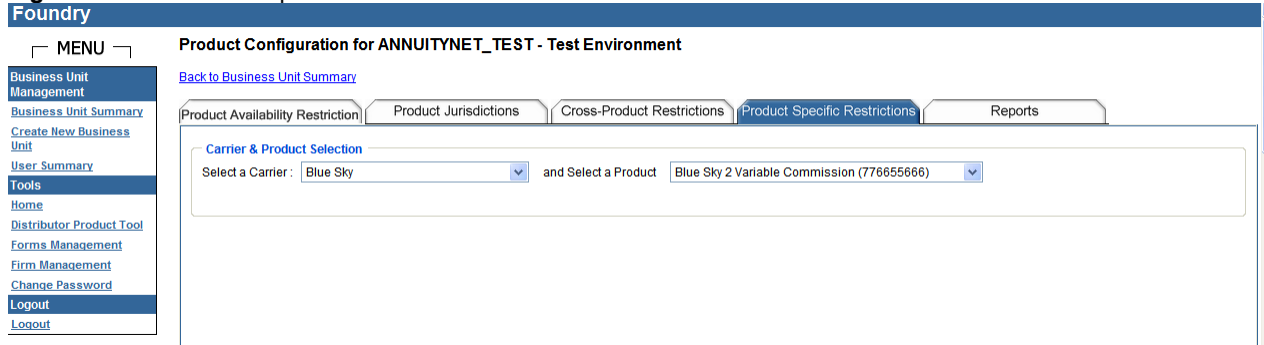 Foundry
MENU
Business Unit
Management
Business Unit Summary
Create New Business
Unit
User Summary
Tools
Home
Distributor Product Tool
Forms Management
Firm Management
Change Password
Logout
Logout
Product Configuration for ANNUITYNET_TEST - Test Environment
Back to Business Unit Summary
Product Availability Restriction Product Jurisdictions Cross-Product Restrictions Product Specific Restrictions Reports
Carrier & Product Selection
Select a Carrier : Blue Sky and Select a Product Blue Sky 2 Variable Commission (776655666)